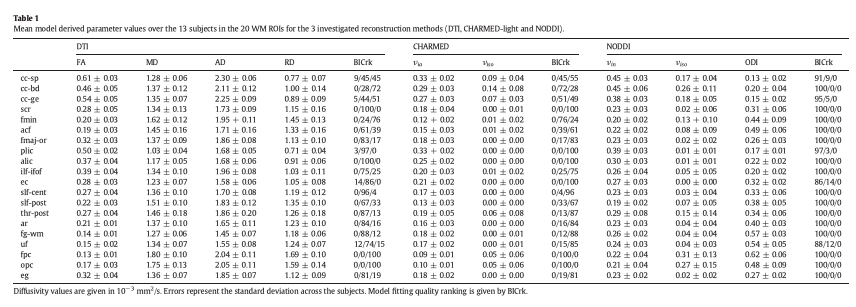 Table 1
Mean model derived parameter values over the 13 subjects in the 20 WM ROIs for the 3 investigated reconstruction methods (DTI, CHARMED-light and NODDI).
DTI CHARMED NODDI
FA MD AD RD BICrk νia νiso BICrk νin νiso ODI BICrk
cc-sp 0.61 ± 0.03 1.28 ± 0.06 2.30 ± 0.06 0.77 ± 0.07 9/45/45 0.33 ± 0.02 0.09 ± 0.04 0/45/55 0.45 ± 0.03 0.17 ± 0.04 0.13 ± 0.02 91/9/0
cc-bd 0.46 ± 0.05 1.37 ± 0.12 2.11 ± 0.12 1.00 ± 0.14 0/28/72 0.29 ± 0.03 0.14 ± 0.08 0/72/28 0.45 ± 0.06 0.26 ± 0.11 0.20 ± 0.04 100/0/0
cc-ge 0.54 ± 0.05 1.35 ± 0.07 2.25 ± 0.09 0.89 ± 0.09 5/44/51 0.27 ± 0.03 0.07 ± 0.03 0/51/49 0.38 ± 0.03 0.18 ± 0.05 0.15 ± 0.02 95/5/0
scr 0.28 ± 0.05 1.34 ± 0.13 1.73 ± 0.09 1.15 ± 0.16 0/100/0 0.18 ± 0.04 0.00 ± 0.01 0/0/100 0.23 ± 0.03 0.02 ± 0.06 0.31 ± 0.06 100/0/0
fmin 0.20 ± 0.03 1.62 ± 0.12 1.95 + 0.11 1.45 ± 0.13 0/24/76 0.12 + 0.02 0.01 ± 0.02 0/76/24 0.20 ± 0.02 0.13 + 0.10 0.44 ± 0.09 100/0/0
acf 0.19 ± 0.03 1.45 ± 0.16 1.71 ± 0.16 1.33 ± 0.16 0/61/39 0.15 ± 0.03 0.01 ± 0.02 0/39/61 0.22 ± 0.02 0.08 ± 0.09 0.49 ± 0.06 100/0/0
fmaj-or 0.32 ± 0.03 1.37 ± 0.09 1.86 ± 0.08 1.13 ± 0.10 0/83/17 0.18 ± 0.03 0.00 ± 0.00 0/17/83 0.23 ± 0.03 0.02 ± 0.02 0.26 ± 0.03 100/0/0
plic 0.50 ± 0.02 1.03 ± 0.04 1.68 ± 0.05 0.71 ± 0.04 3/97/0 0.33 + 0.02 0.00 ± 0.00 0/0/100 0.39 ± 0.03 0.01 ± 0.01 0.17 ± 0.01 97/3/0
alic 0.37 ± 0.04 1.17 ± 0.05 1.68 ± 0.06 0.91 ± 0.06 0/100/0 0.25 ± 0.02 0.00 ± 0.00 0/0/100 0.30 ± 0.03 0.01 ± 0.01 0.22 ± 0.02 100/0/0
ilf-ifof 0.39 ± 0.04 1.34 ± 0.10 1.96 ± 0.08 1.03 ± 0.11 0/75/25 0.20 ± 0.03 0.01 ± 0.02 0/25/75 0.26 ± 0.04 0.05 ± 0.05 0.20 ± 0.02 100/0/0
ec 0.28 ± 0.03 1.23 ± 0.07 1.58 ± 0.06 1.05 ± 0.08 14/86/0 0.21 ± 0.02 0.00 ± 0.00 0/0/100 0.27 ± 0.03 0.00 ± 0.00 0.32 ± 0.02 86/14/0
slf-cent 0.27 ± 0.04 1.36 ± 0.10 1.70 ± 0.08 1.19 ± 0.12 0/96/4 0.17 ± 0.03 0.00 ± 0.00 0/4/96 0.23 ± 0.03 0.03 ± 0.04 0.33 ± 0.06 100/0/0
slf-post 0.22 ± 0.03 1.51 ± 0.10 1.83 ± 0.12 1.35 ± 0.10 0/67/33 0.13 ± 0.02 0.00 ± 0.00 0/33/67 0.19 ± 0.02 0.07 ± 0.05 0.38 ± 0.05 100/0/0
thr-post 0.27 ± 0.04 1.46 ± 0.18 1.86 ± 0.20 1.26 ± 0.18 0/87/13 0.19 ± 0.05 0.06 ± 0.08 0/13/87 0.29 ± 0.08 0.15 ± 0.14 0.34 ± 0.06 100/0/0
ar 0.21 ± 0.01 1.37 ± 0.10 1.65 ± 0.11 1.23 ± 0.10 0/84/16 0.16 ± 0.03 0.00 ± 0.01 0/16/84 0.23 ± 0.04 0.04 ± 0.04 0.40 ± 0.03 100/0/0
fg-wm 0.14 ± 0.01 1.27 ± 0.06 1.45 ± 0.07 1.18 ± 0.06 0/88/12 0.18 ± 0.02 0.00 ± 0.01 0/12/88 0.26 ± 0.02 0.04 ± 0.04 0.57 ± 0.03 100/0/0
uf 0.15 ± 0.02 1.34 ± 0.07 1.55 ± 0.08 1.24 ± 0.07 12/74/15 0.17 ± 0.02 0.00 ± 0.01 0/15/85 0.24 ± 0.03 0.04 ± 0.03 0.54 ± 0.05 88/12/0
fpc 0.13 ± 0.01 1.80 ± 0.10 2.04 ± 0.11 1.69 ± 0.10 0/0/100 0.09 ± 0.01 0.05 ± 0.06 0/100/0 0.22 ± 0.04 0.31 ± 0.13 0.62 ± 0.06 100/0/0
opc 0.17 ± 0.03 1.75 ± 0.13 2.05 ± 0.11 1.59 ± 0.14 0/0/100 0.10 ± 0.01 0.05 ± 0.06 0/100/0 0.21 ± 0.04 0.27 ± 0.15 0.48 ± 0.09 100/0/0
eg 0.32 ± 0.04 1.36 ± 0.07 1.85 ± 0.07 1.12 ± 0.09 0/81/19 0.18 ± 0.02 0.00 ± 0.00 0/19/81 0.23 ± 0.02 0.02 ± 0.02 0.27 ± 0.02 100/0/0
Diffusivity values are given in 10⁻³ mm²/s. Errors represent the standard deviation across the subjects. Model fitting quality ranking is given by BICrk.